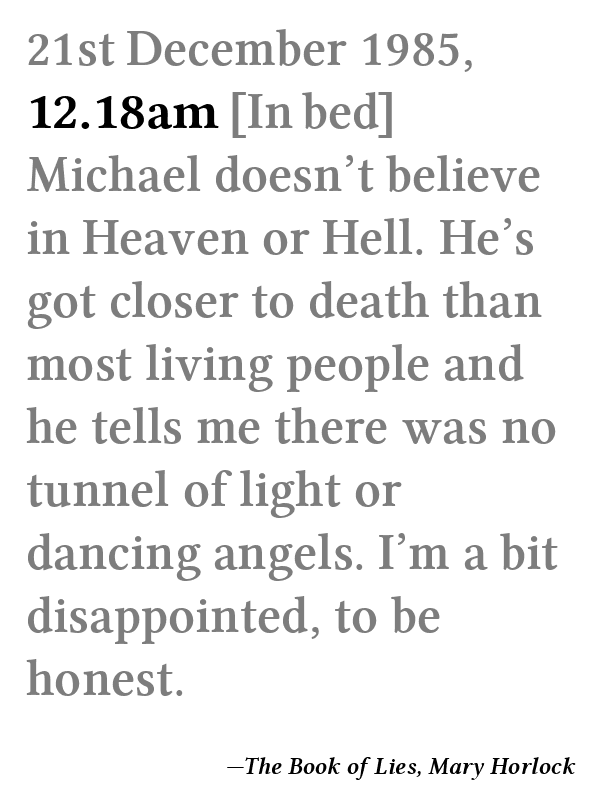 21st December 1985,
12.18am [In bed]
Michael doesn’t believe
in Heaven or Hell. He’s
got closer to death than
most living people and
he tells me there was no
tunnel of light or
dancing angels. I’m a bit
disappointed, to be
honest.
—The Book of Lies, Mary Horlock